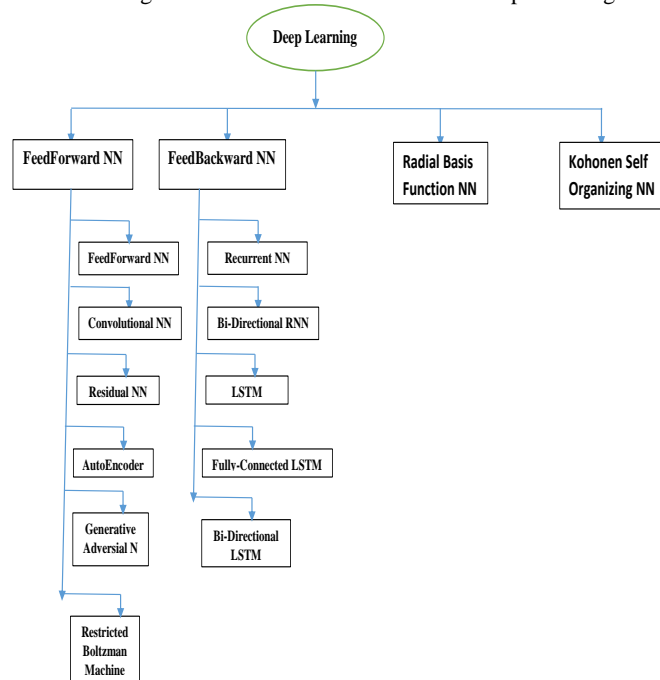 Deep Learning
FeedForward NN
FeedBackward NN
Radial Basis
Function NN
Kohonen Self
Organizing NN
FeedForward NN
Convolutional NN
Residual NN
AutoEncoder
Generative
Adversial N
Restricted
Boltzman
Machine
Recurrent NN
Bi-Directional RNN
LSTM
Fully-Connected LSTM
Bi-Directional
LSTM